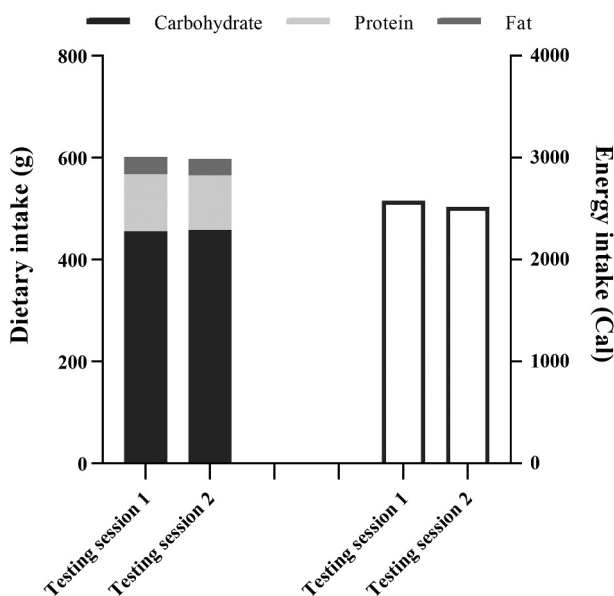 Carbohydrate Protein Fat
Dietary intake (g)
800
600
400
200
0
4000
3000
2000
1000
0
Energy intake (Cal)
Testing session 1
Testing session 2
Testing session 1
Testing session 2